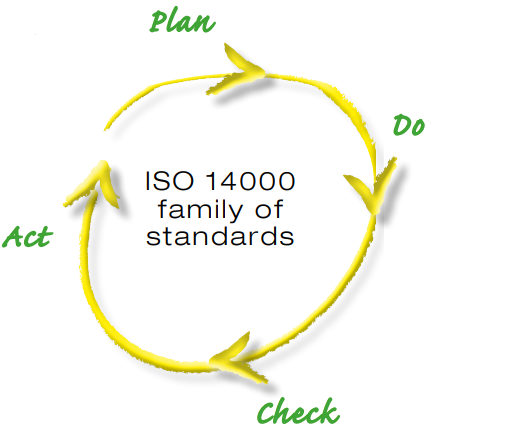 Plan
Do
ISO 14000
family of
standards
Act
Check